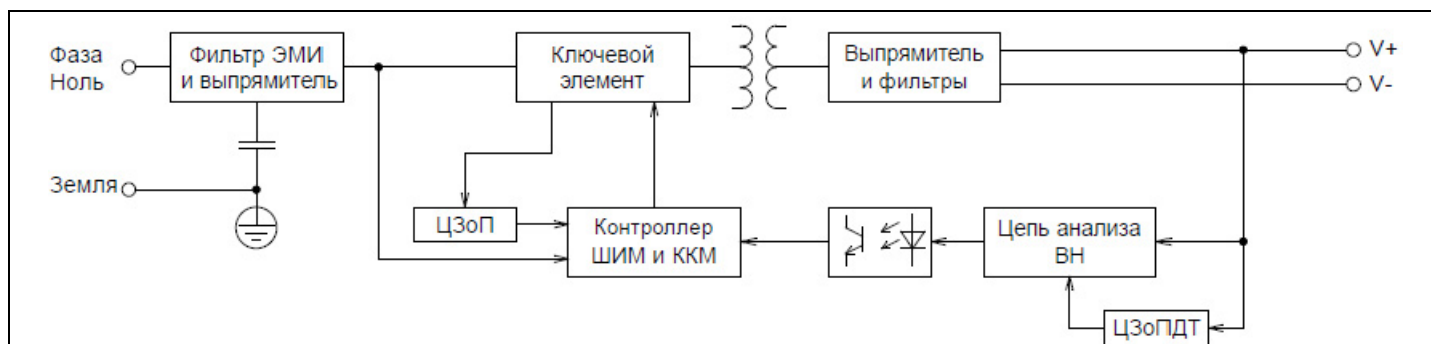 Фаза
Ноль
Фильтр ЭМИ
и выпрямитель
Ключевой
элемент
Выпрямитель
и фильтры
V+
V-
Земля
ЦЗоП
Контроллер
ШИМ и ККМ
Цепь анализа
ВН
ЦЗоПДТ